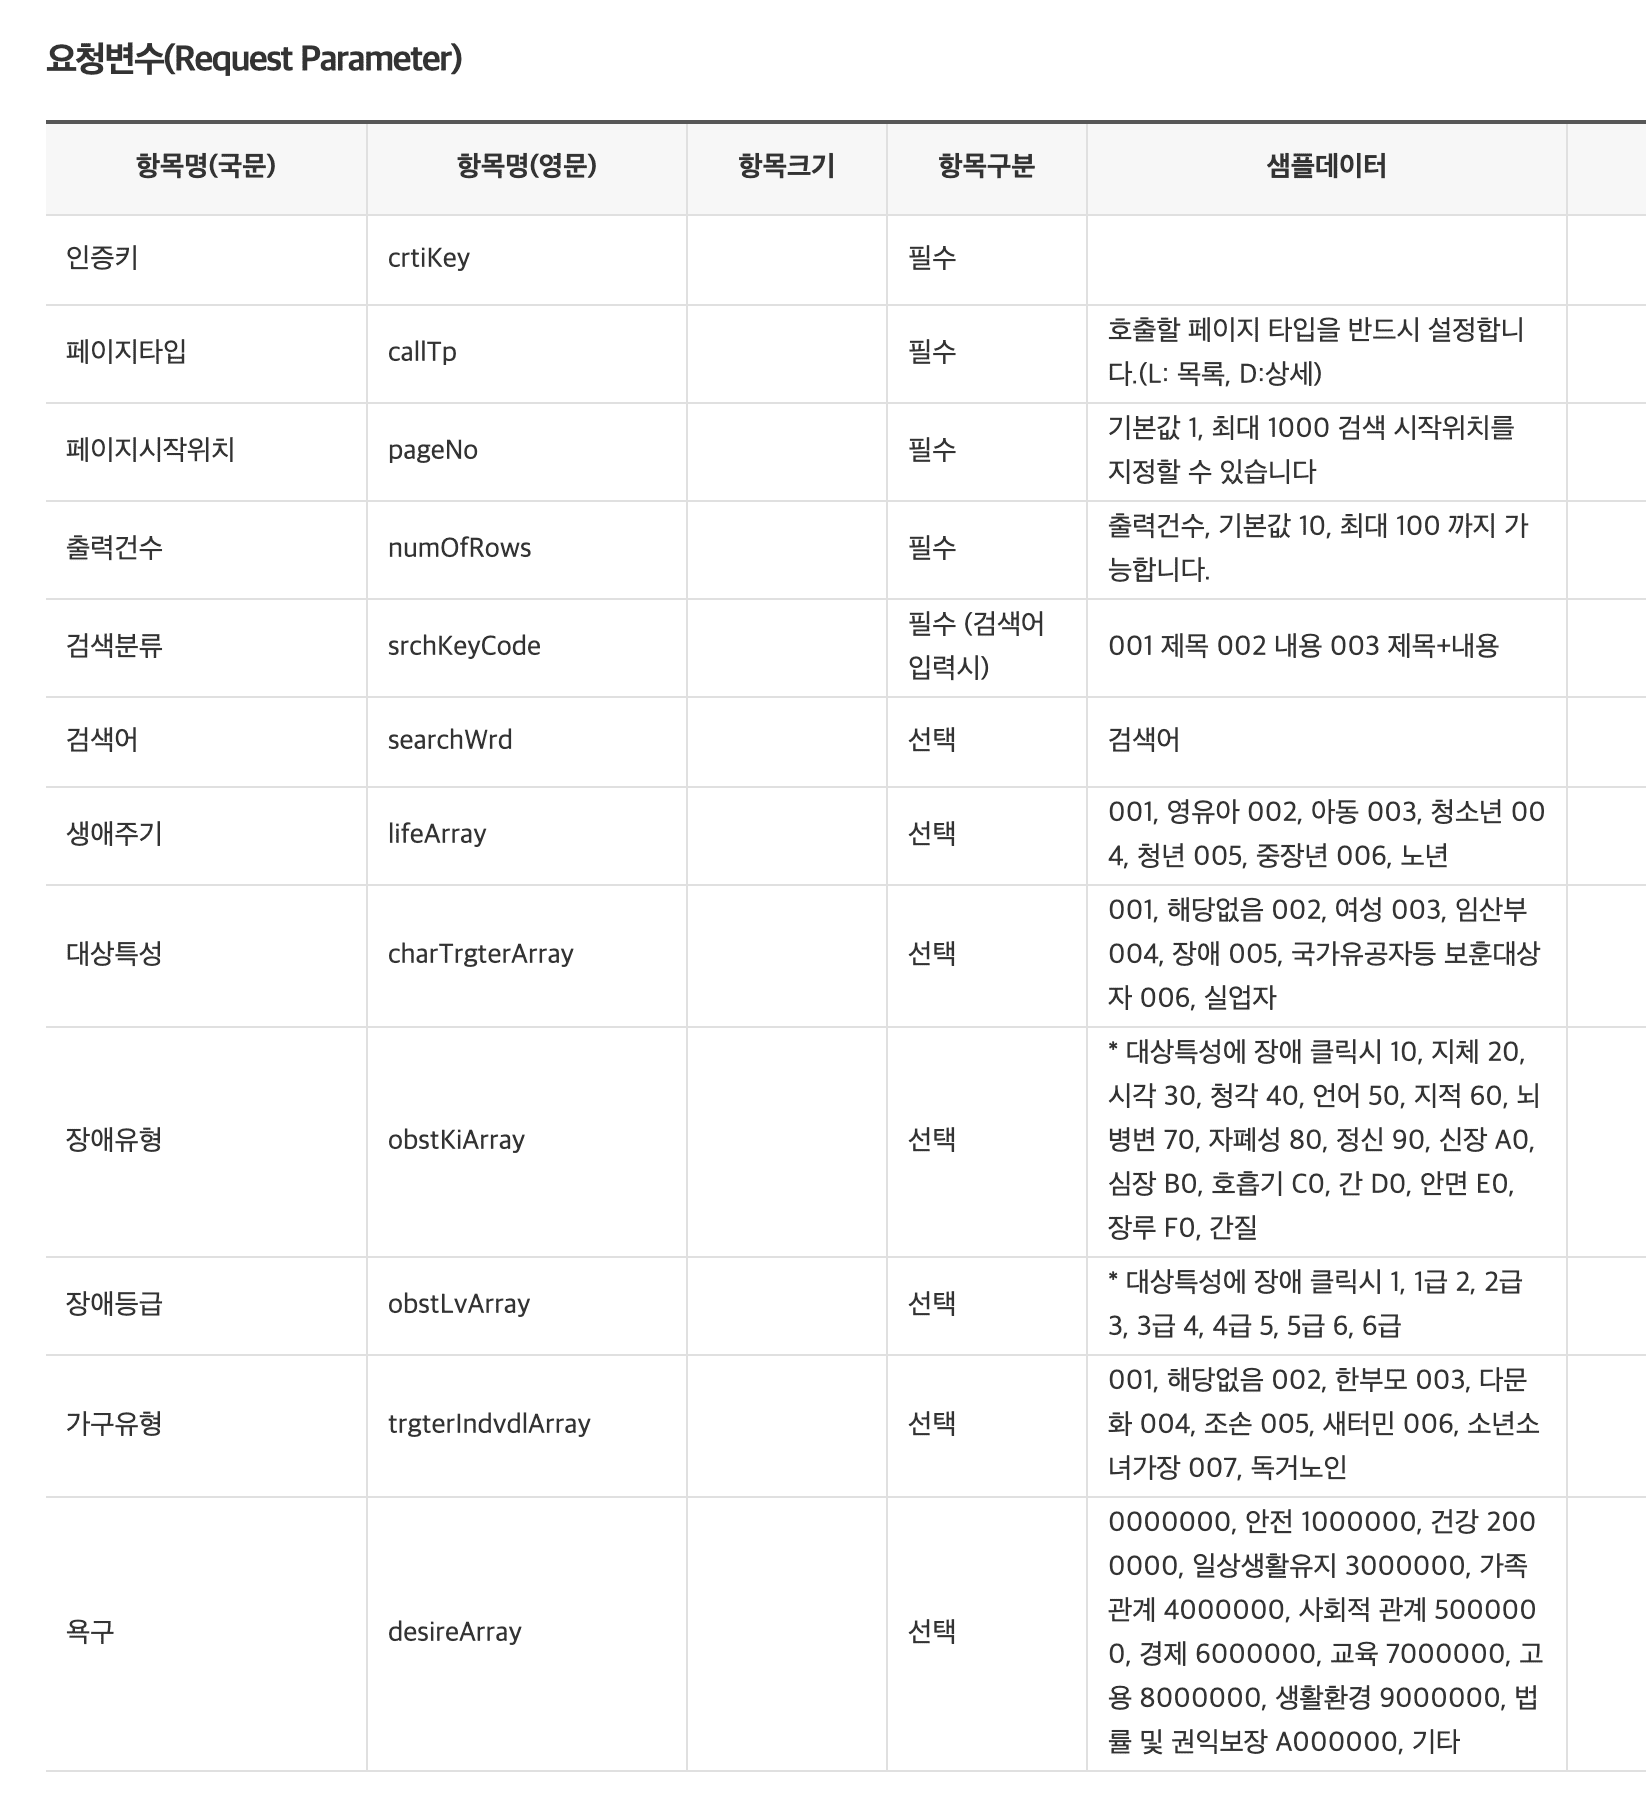 요청변수(Request Parameter)
항목명(국문) 항목명(영문) 항목크기 항목구분 샘플데이터
인증키 crtiKey 필수
페이지타입 callTp 필수 호출할 페이지 타입을 반드시 설정합니
다.(L: 목록, D:상세)
페이지시작위치 pageNo 필수 기본값 1, 최대 1000 검색 시작위치를
지정할 수 있습니다
출력건수 numOfRows 필수 출력건수, 기본값 10, 최대 100 까지 가
능합니다.
검색분류 srchKeyCode 필수 (검색어
입력시) 001 제목 002 내용 003 제목+내용
검색어 searchWrd 선택 검색어
생애주기 lifeArray 선택 001, 영유아 002, 아동 003, 청소년 00
4, 청년 005, 중장년 006, 노년
대상특성 charTrgterArray 선택 001, 해당없음 002, 여성 003, 임산부
004, 장애 005, 국가유공자등 보훈대상
자 006, 실업자
장애유형 obstKiArray 선택 * 대상특성에 장애 클릭시 10, 지체 20,
시각 30, 청각 40, 언어 50, 지적 60, 뇌
병변 70, 자폐성 80, 정신 90, 신장 A0,
심장 B0, 호흡기 C0, 간 D0, 안면 E0,
장루 F0, 간질
장애등급 obstLvArray 선택 * 대상특성에 장애 클릭시 1, 1급 2, 2급
3, 3급 4, 4급 5, 5급 6, 6급
가구유형 trgterIndvdlArray 선택 001, 해당없음 002, 한부모 003, 다문
화 004, 조손 005, 새터민 006, 소년소
녀가장 007, 독거노인
욕구 desireArray 선택 0000000, 안전 1000000, 건강 200
0000, 일상생활유지 3000000, 가족
관계 4000000, 사회적 관계 500000
0, 경제 6000000, 교육 7000000, 고
용 8000000, 생활환경 9000000, 법
률 및 권익보장 A000000, 기타